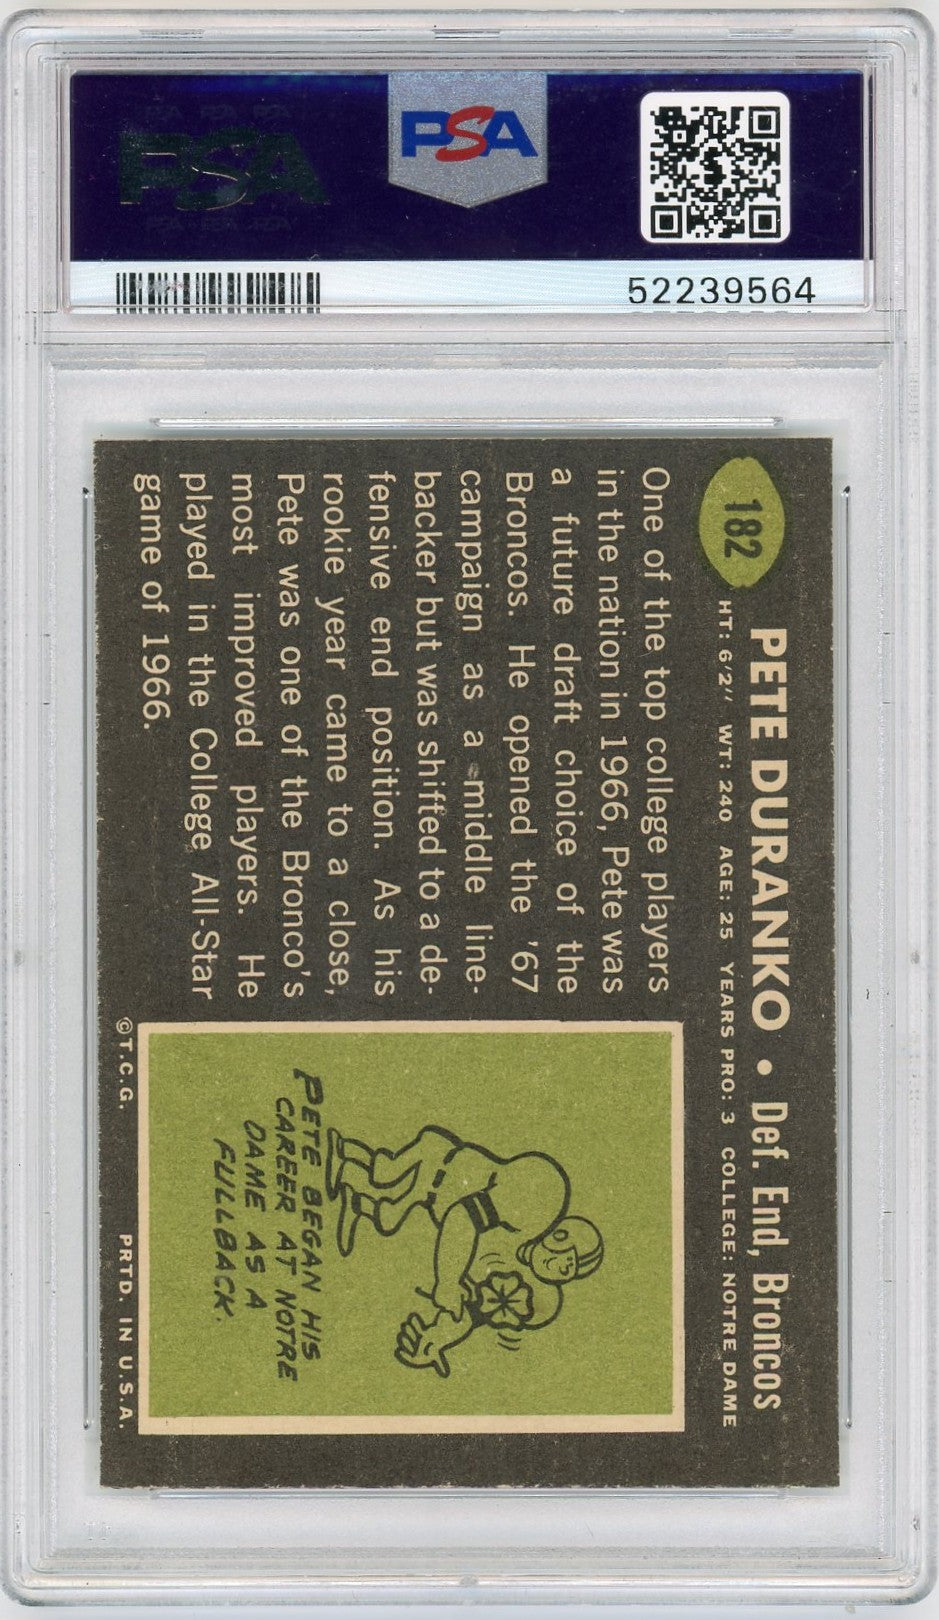 PSA
PSA
52239564
182
PETE DURANKO • Def. End, Broncos
HT: 6'2" WT: 240 AGE: 25 YEARS PRO: 3 COLLEGE: NOTRE DAME
One of the top college players
in the nation in 1966, Pete was
a future draft choice of the
Broncos. He opened the '67
campaign as a middle line-
backer but was shifted to a de-
fensive end position. As his
rookie year came to a close,
Pete was one of the Bronco's
most improved players. He
played in the College All-Star
game of 1966.
PETE BEGAN HIS
CAREER AT NOTRE
DAME AS A
FULLBACK.
©T.C.G. PRTD. IN U.S.A.